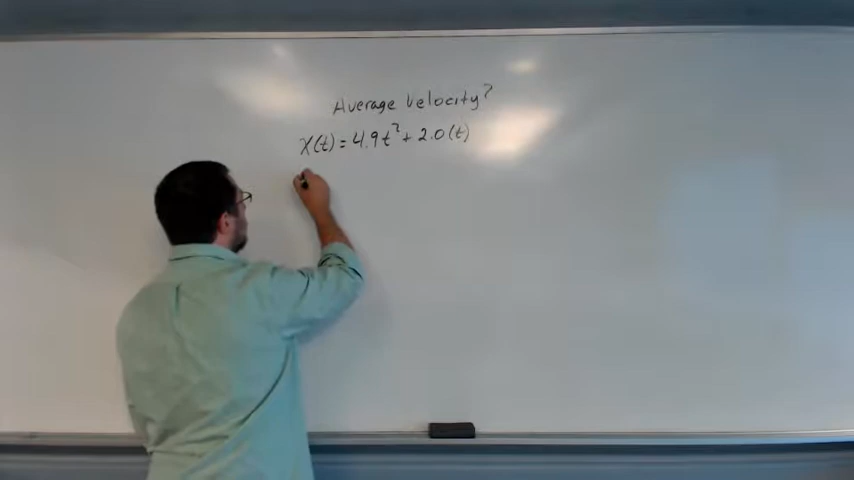 Average Velocity?
x(t) = 4.9t² + 2.0(t)